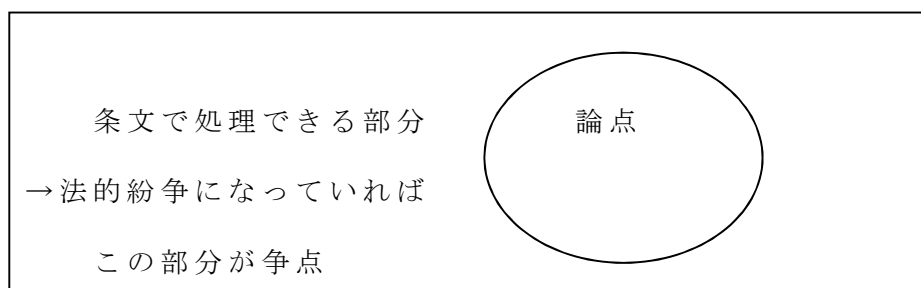 条文で処理できる部分
論点
→法的紛争になっていれば
この部分が争点